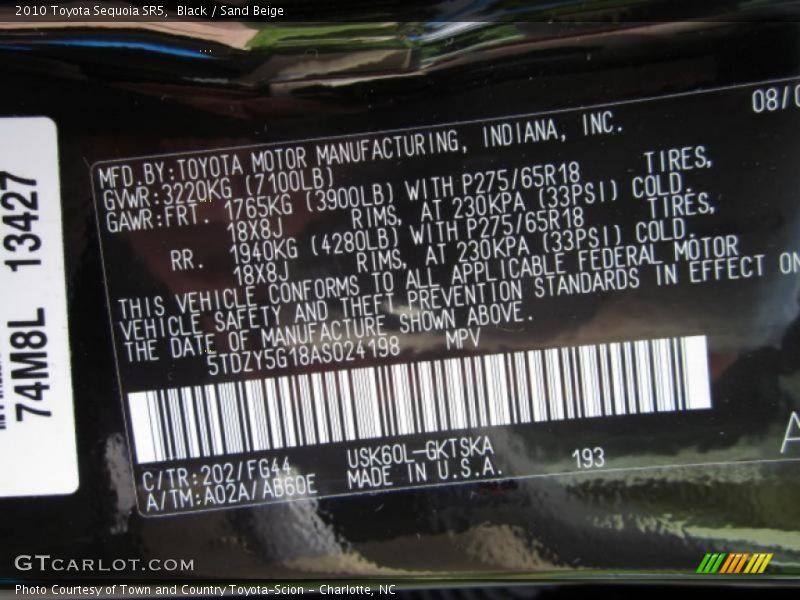 2010 Toyota Sequoia SR5, Black / Sand Beige
08/0
MFD.BY:TOYOTA MOTOR MANUFACTURING, INDIANA, INC.
GVWR:3220KG (7100LB)
GAWR:FRT. 1765KG (3900LB) WITH P275/65R18 TIRES,
18X8J RIMS, AT 230KPA (33PSI) COLD.
RR. 1940KG (4280LB) WITH P275/65R18 TIRES,
18X8J RIMS, AT 230KPA (33PSI) COLD.
THIS VEHICLE CONFORMS TO ALL APPLICABLE FEDERAL MOTOR
VEHICLE SAFETY AND THEFT PREVENTION STANDARDS IN EFFECT ON
THE DATE OF MANUFACTURE SHOWN ABOVE.
5TDZY5G18AS024198 MPV
C/TR:202/FG44 USK60L-GKTSKA 193
A/TM:A02A/AB60E MADE IN U.S.A.
A
74M8L 13427
GTCARLOT.COM
Photo Courtesy of Town and Country Toyota-Scion - Charlotte, NC